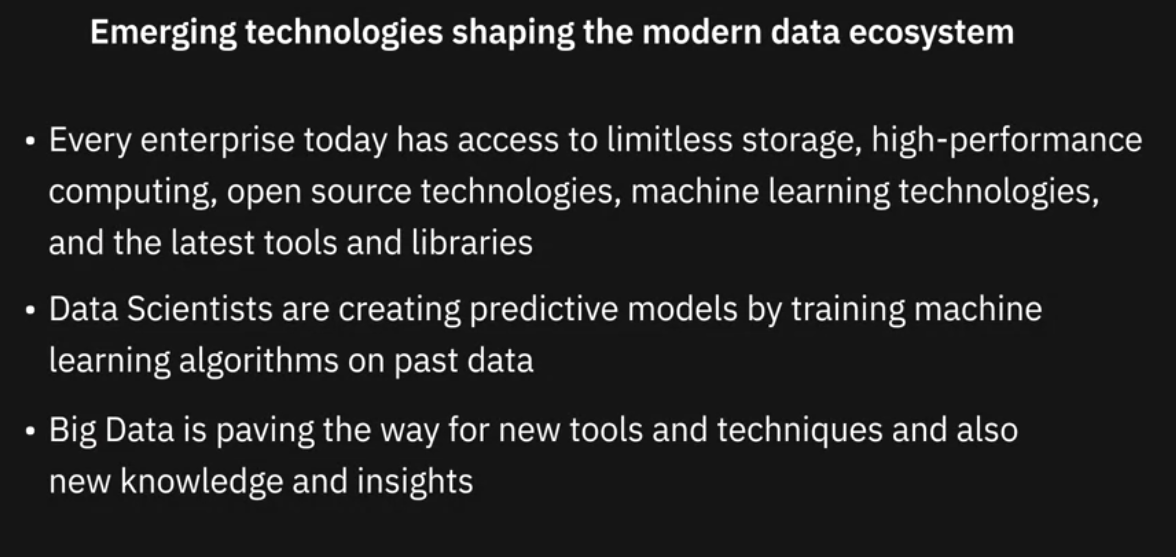 Emerging technologies shaping the modern data ecosystem
• Every enterprise today has access to limitless storage, high-performance
computing, open source technologies, machine learning technologies,
and the latest tools and libraries
• Data Scientists are creating predictive models by training machine
learning algorithms on past data
• Big Data is paving the way for new tools and techniques and also
new knowledge and insights